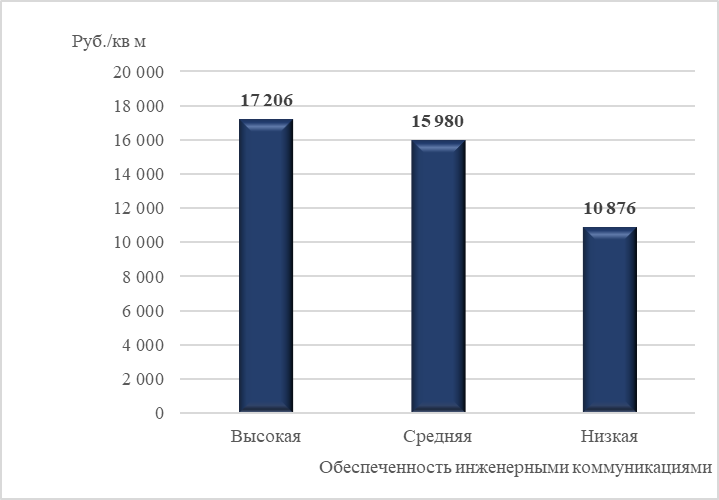 Руб./кв м
20 000
18 000
16 000
14 000
12 000
10 000
8 000
6 000
4 000
2 000
0
17 206
15 980
10 876
Высокая
Средняя
Низкая
Обеспеченность инженерными коммуникациями